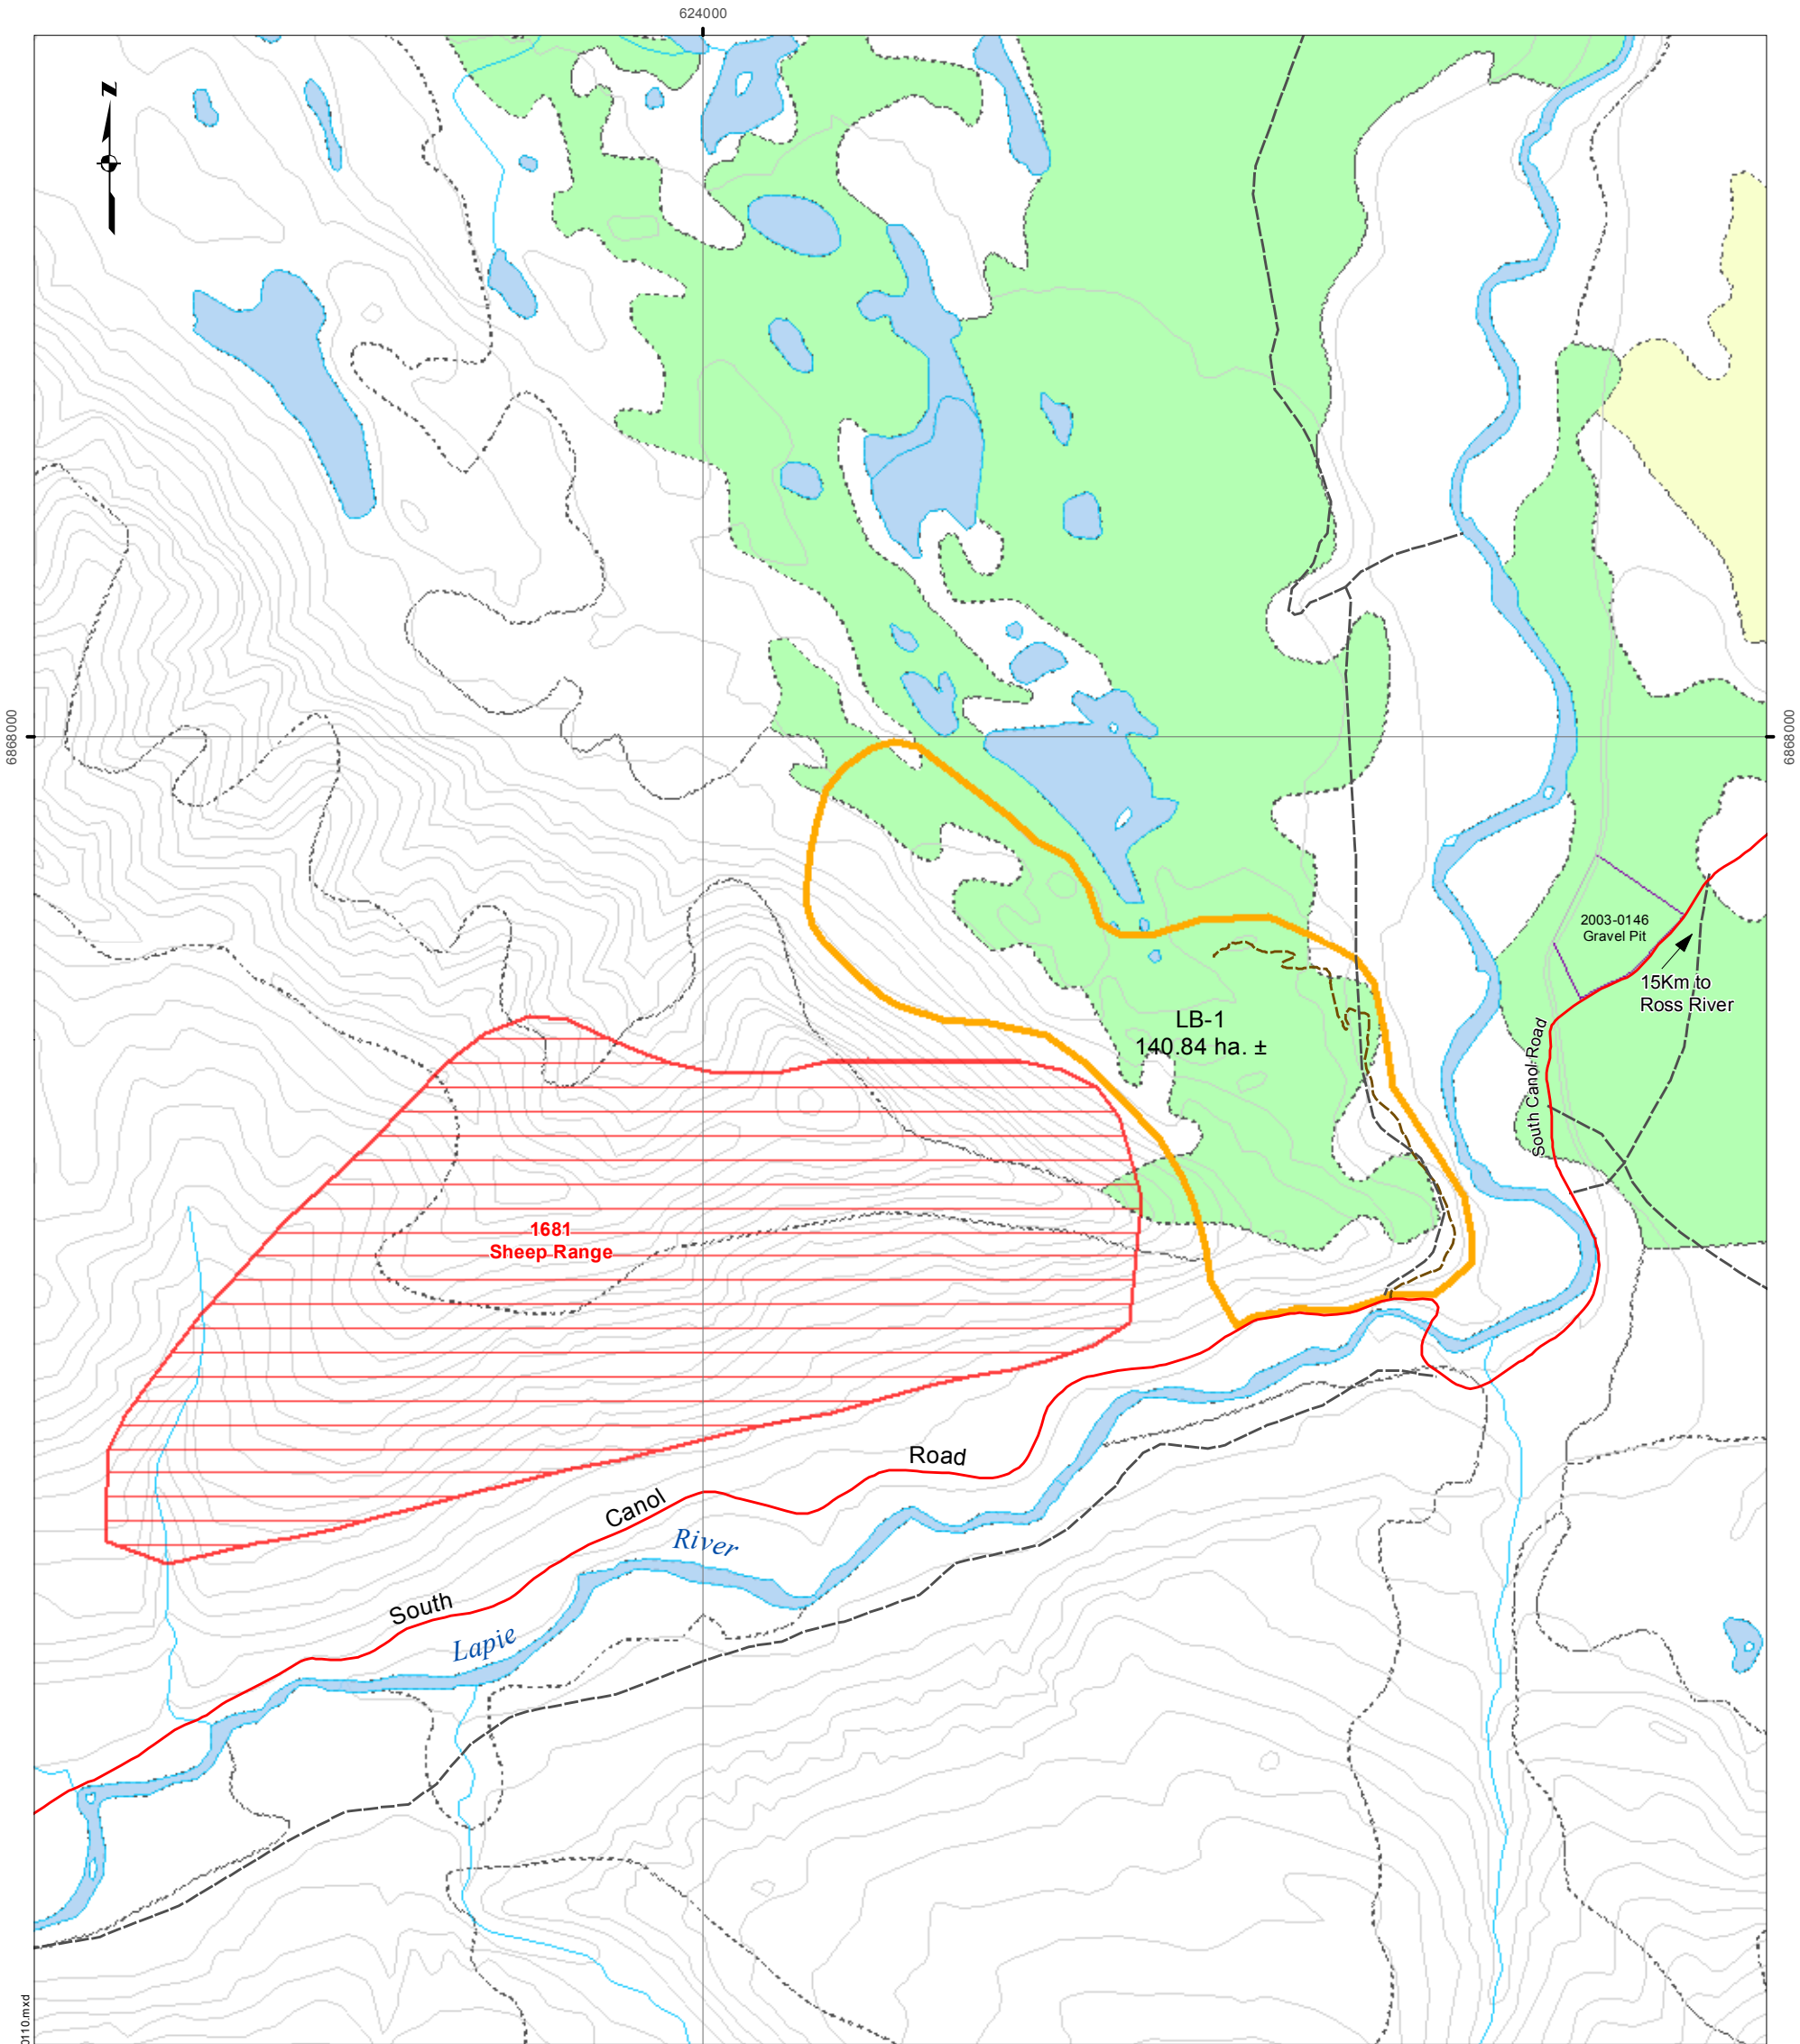 624000
N
6868000
6868000
2003-0146
Gravel Pit
15Km to
Ross River
LB-1
140.84 ha. ±
South Canol Road
1681
Sheep Range
Road
Canol
River
South
Lapie
0110.mxd